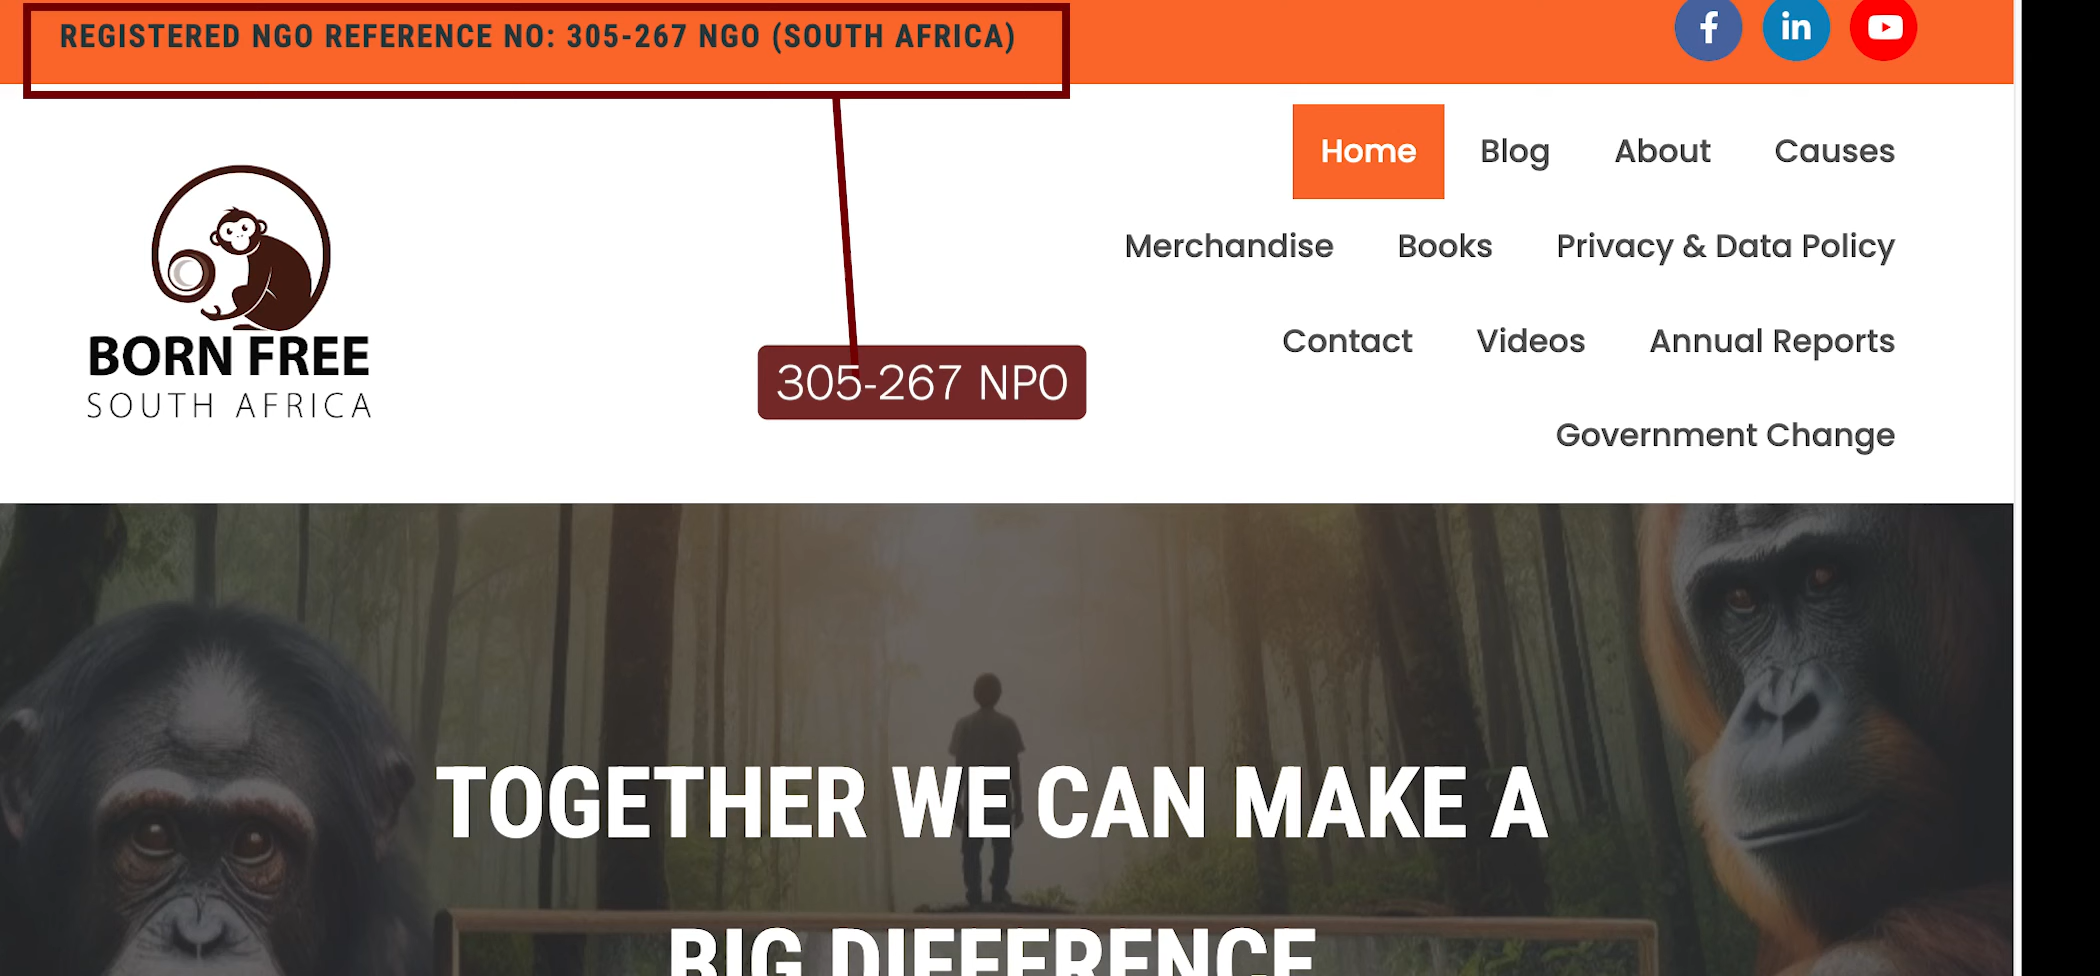 REGISTERED NGO REFERENCE NO: 305-267 NGO (SOUTH AFRICA)
f
in
Home Blog About Causes
Merchandise Books Privacy & Data Policy
Contact Videos Annual Reports
Government Change
BORN FREE
SOUTH AFRICA
305-267 NPO
TOGETHER WE CAN MAKE A
BIG DIFFERENCE